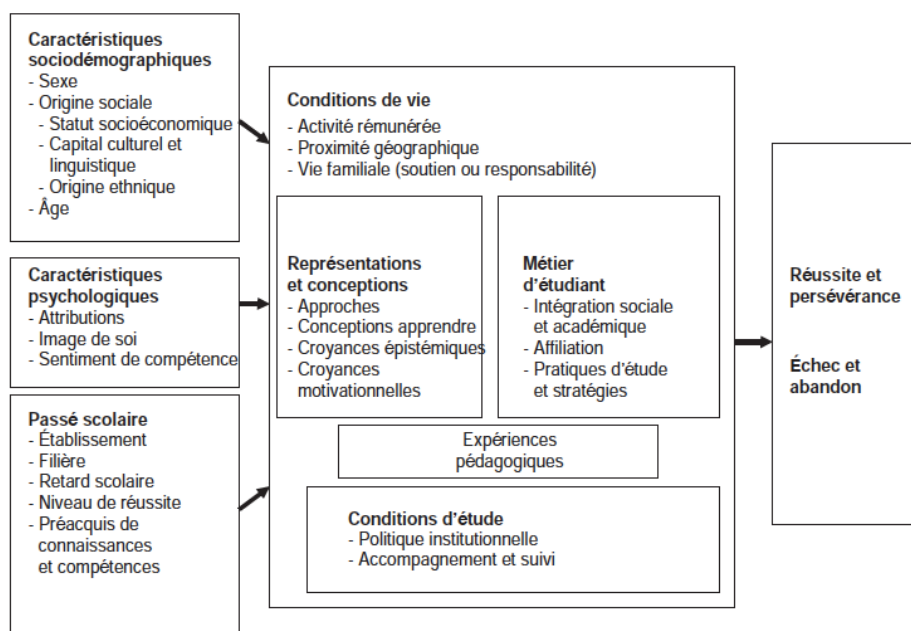 Caractéristiques
sociodémographiques
- Sexe
- Origine sociale
- Statut socioéconomique
- Capital culturel et
linguistique
- Origine ethnique
- Âge
Caractéristiques
psychologiques
- Attributions
- Image de soi
- Sentiment de compétence
Passé scolaire
- Établissement
- Filière
- Retard scolaire
- Niveau de réussite
- Préacquis de
connaissances
et compétences
Conditions de vie
- Activité rémunérée
- Proximité géographique
- Vie familiale (soutien ou responsabilité)
Représentations
et conceptions
- Approches
- Conceptions apprendre
- Croyances épistémiques
- Croyances
motivationnelles
Métier
d'étudiant
- Intégration sociale
et académique
- Affiliation
- Pratiques d'étude
et stratégies
Expériences
pédagogiques
Conditions d'étude
- Politique institutionnelle
- Accompagnement et suivi
Réussite et
persévérance
Échec et
abandon